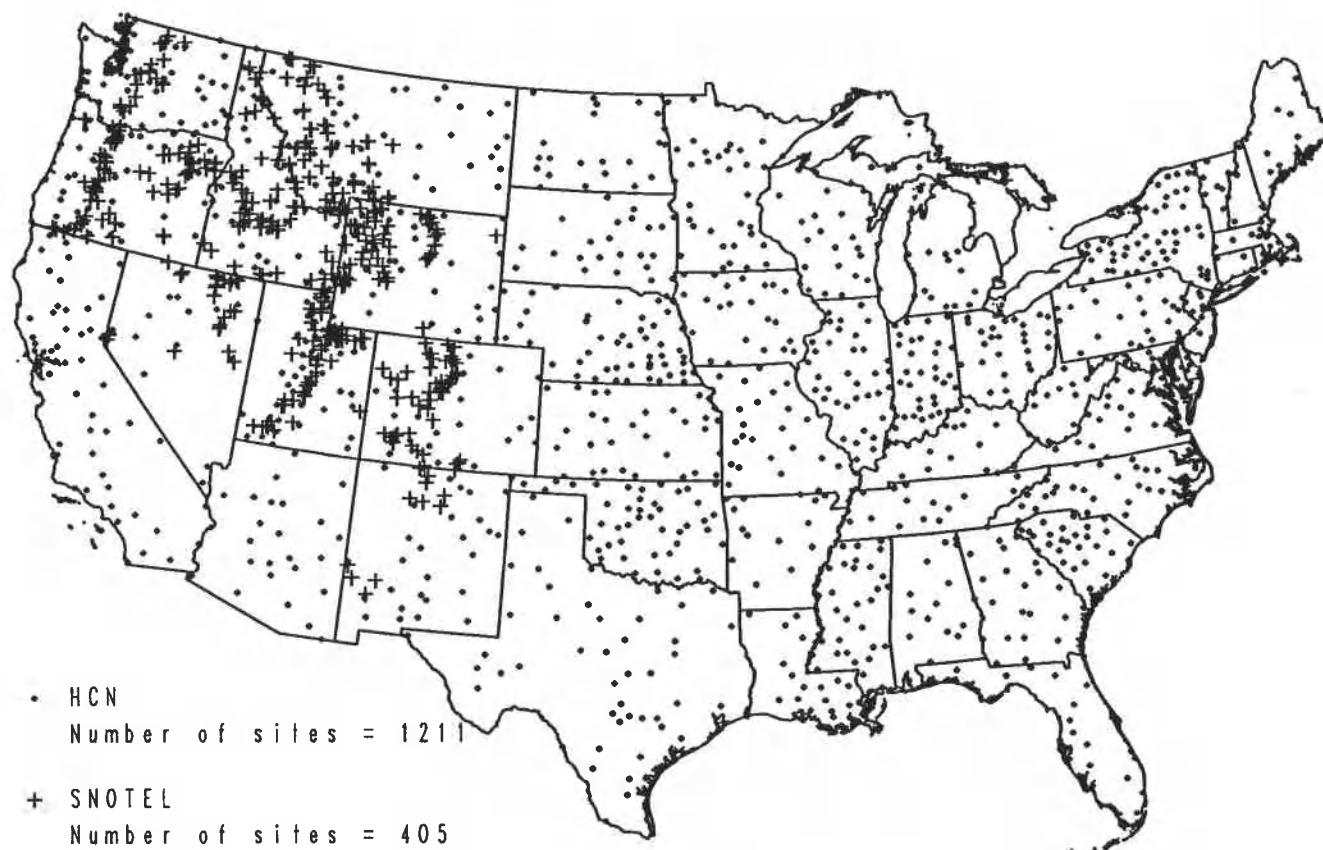 HCN
Number of sites = 1211
SNOTEL
Number of sites = 405